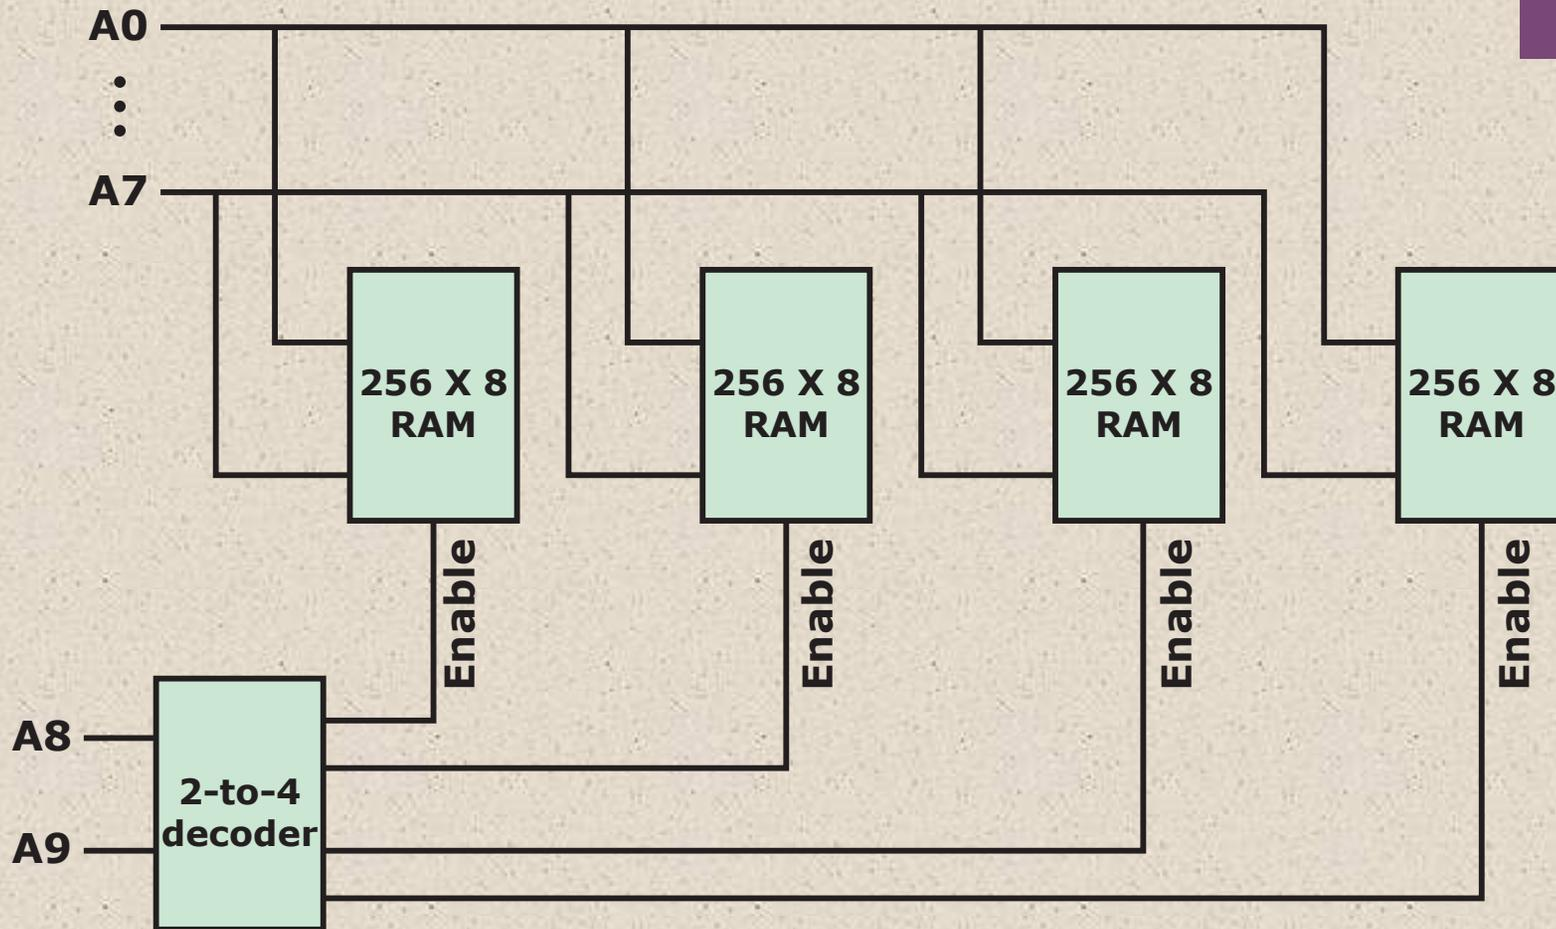 A0
A7
256 X 8
RAM
256 X 8
RAM
256 X 8
RAM
256 X 8
RAM
Enable
Enable
Enable
Enable
A8
2-to-4
decoder
A9